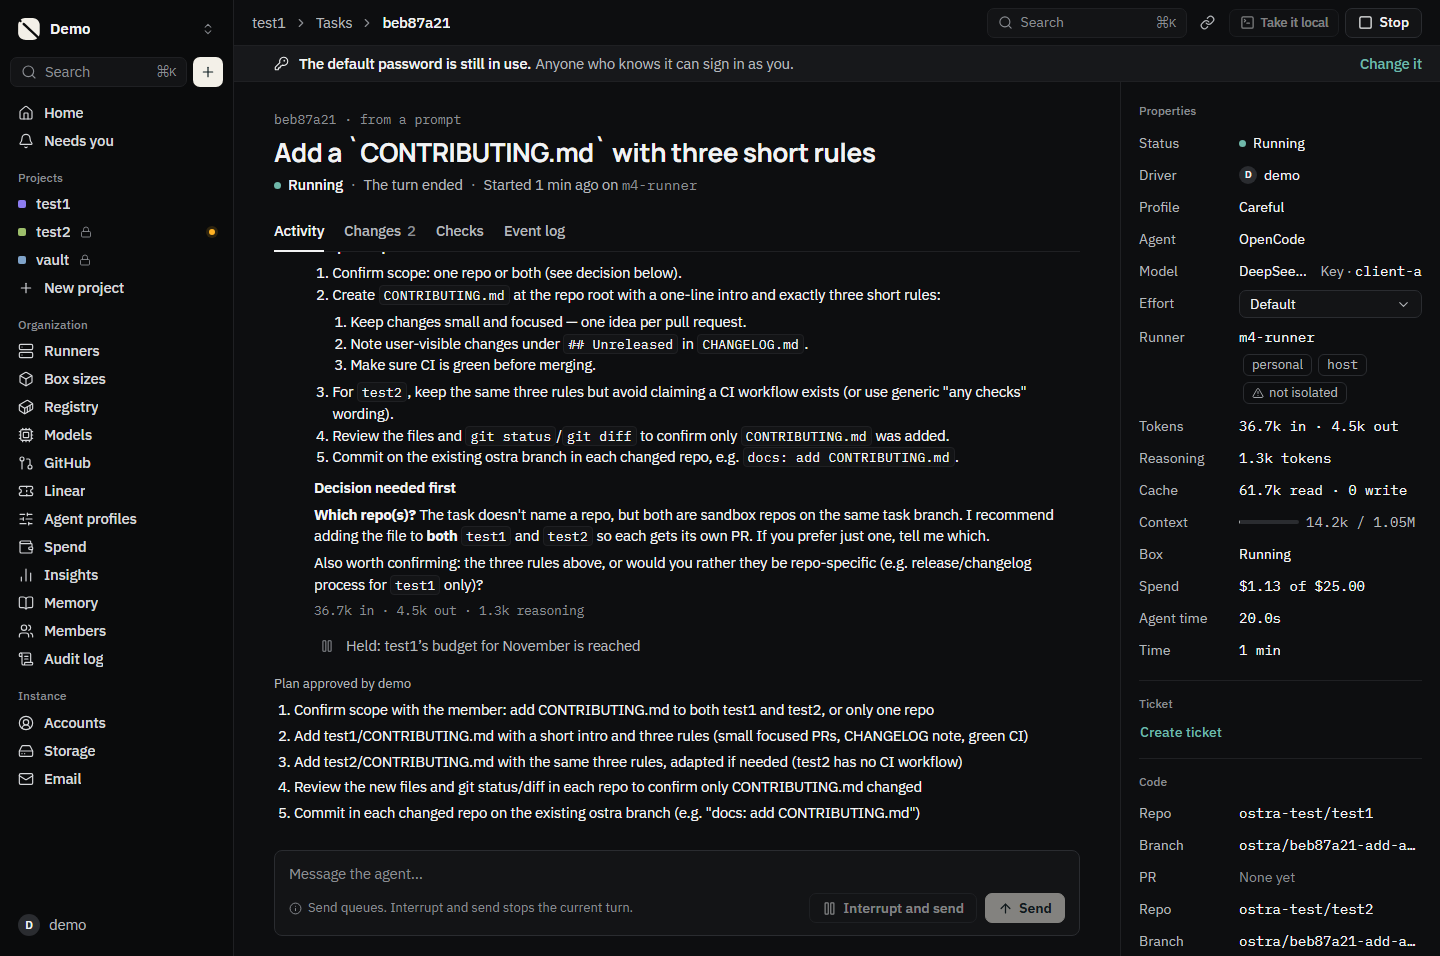 Demo
Search ⌘K +
Home
Needs you
Projects
test1
test2
vault
New project
Organization
Runners
Box sizes
Registry
Models
GitHub
Linear
Agent profiles
Spend
Insights
Memory
Members
Audit log
Instance
Accounts
Storage
Email
D demo
test1 > Tasks > beb87a21
Search ⌘K
Take it local
Stop
The default password is still in use. Anyone who knows it can sign in as you.
Change it
beb87a21 · from a prompt
Add a `CONTRIBUTING.md` with three short rules
Running · The turn ended · Started 1 min ago on m4-runner
Activity Changes 2 Checks Event log
1. Confirm scope: one repo or both (see decision below).
2. Create CONTRIBUTING.md at the repo root with a one-line intro and exactly three short rules:
1. Keep changes small and focused — one idea per pull request.
2. Note user-visible changes under ## Unreleased in CHANGELOG.md.
3. Make sure CI is green before merging.
3. For test2, keep the same three rules but avoid claiming a CI workflow exists (or use generic "any checks"
wording).
4. Review the files and git status/git diff to confirm only CONTRIBUTING.md was added.
5. Commit on the existing ostra branch in each changed repo, e.g. docs: add CONTRIBUTING.md.
Decision needed first
Which repo(s)? The task doesn't name a repo, but both are sandbox repos on the same task branch. I recommend
adding the file to both test1 and test2 so each gets its own PR. If you prefer just one, tell me which.
Also worth confirming: the three rules above, or would you rather they be repo-specific (e.g. release/changelog
process for test1 only)?
36.7k in · 4.5k out · 1.3k reasoning
Held: test1's budget for November is reached
Plan approved by demo
1. Confirm scope with the member: add CONTRIBUTING.md to both test1 and test2, or only one repo
2. Add test1/CONTRIBUTING.md with a short intro and three rules (small focused PRs, CHANGELOG note, green CI)
3. Add test2/CONTRIBUTING.md with the same three rules, adapted if needed (test2 has no CI workflow)
4. Review the new files and git status/diff in each repo to confirm only CONTRIBUTING.md changed
5. Commit in each changed repo on the existing ostra branch (e.g. "docs: add CONTRIBUTING.md")
Message the agent...
Send queues. Interrupt and send stops the current turn.
Interrupt and send
Send
Properties
Status Running
Driver D demo
Profile Careful
Agent OpenCode
Model DeepSee... Key · client-a
Effort Default
Runner m4-runner
personal host
not isolated
Tokens 36.7k in · 4.5k out
Reasoning 1.3k tokens
Cache 61.7k read · 0 write
Context 14.2k / 1.05M
Box Running
Spend $1.13 of $25.00
Agent time 20.0s
Time 1 min
Ticket
Create ticket
Code
Repo ostra-test/test1
Branch ostra/beb87a21-add-a…
PR None yet
Repo ostra-test/test2
Branch ostra/beb87a21-add-a…